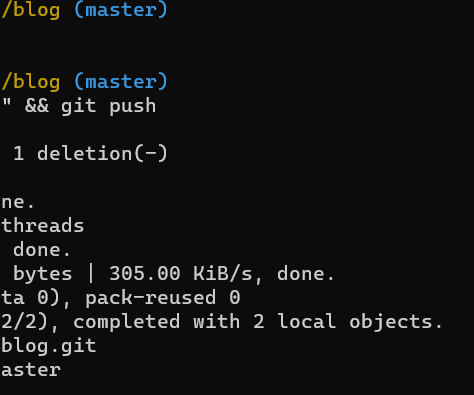 /blog (master)
/blog (master)
" && git push
1 deletion(-)
ne.
threads
done.
bytes | 305.00 KiB/s, done.
ta 0), pack-reused 0
2/2), completed with 2 local objects.
blog.git
aster